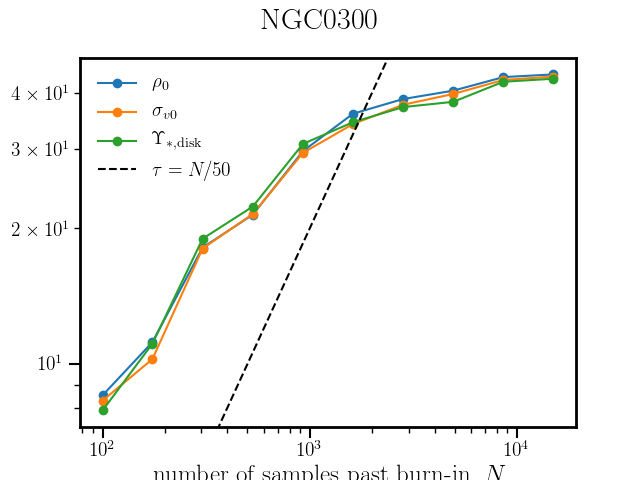 NGC0300
ρ₀
σᵥ₀
Υ∗,disk
τ = N/50
4 × 10¹
3 × 10¹
2 × 10¹
10¹
10² 10³ 10⁴
number of samples past burn-in, N